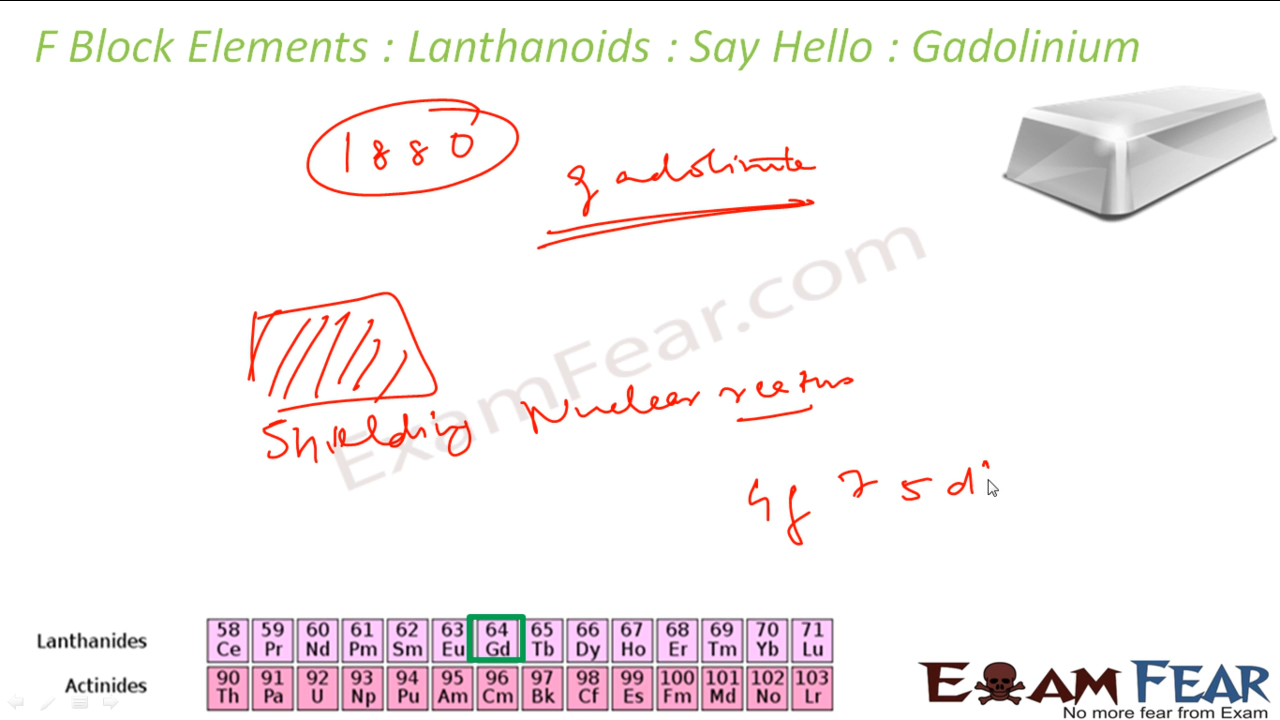 F Block Elements : Lanthanoids : Say Hello : Gadolinium
1880
gadolinite
ExamFear.com
Shielding Nuclear
4f 7 5d
Lanthanides 58 59 60 61 62 63 64 65 66 67 68 69 70 71
Ce Pr Nd Pm Sm Eu Gd Tb Dy Ho Er Tm Yb Lu
Actinides 90 91 92 93 94 95 96 97 98 99 100 101 102 103
Th Pa U Np Pu Am Cm Bk Cf Es Fm Md No Lr
EXAM FEAR
No more fear from Exam